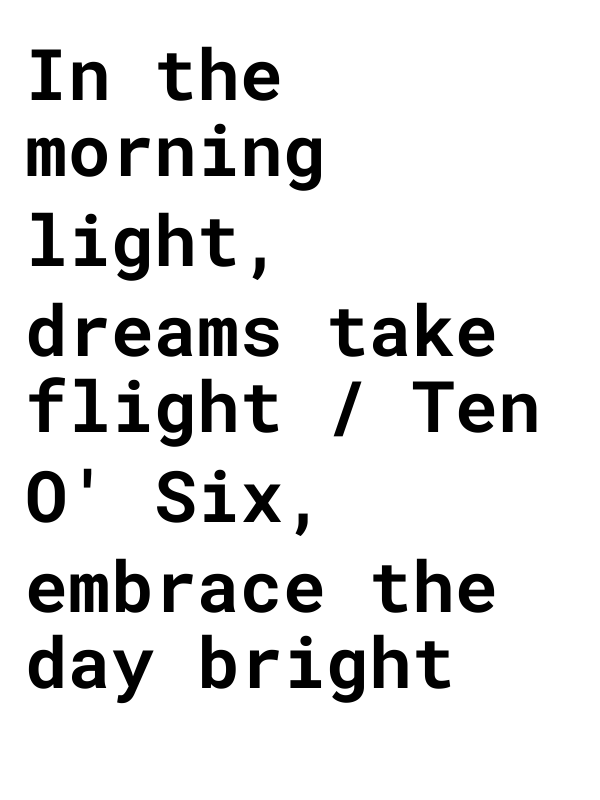 In the
morning
light,
dreams take
flight / Ten
O' Six,
embrace the
day bright